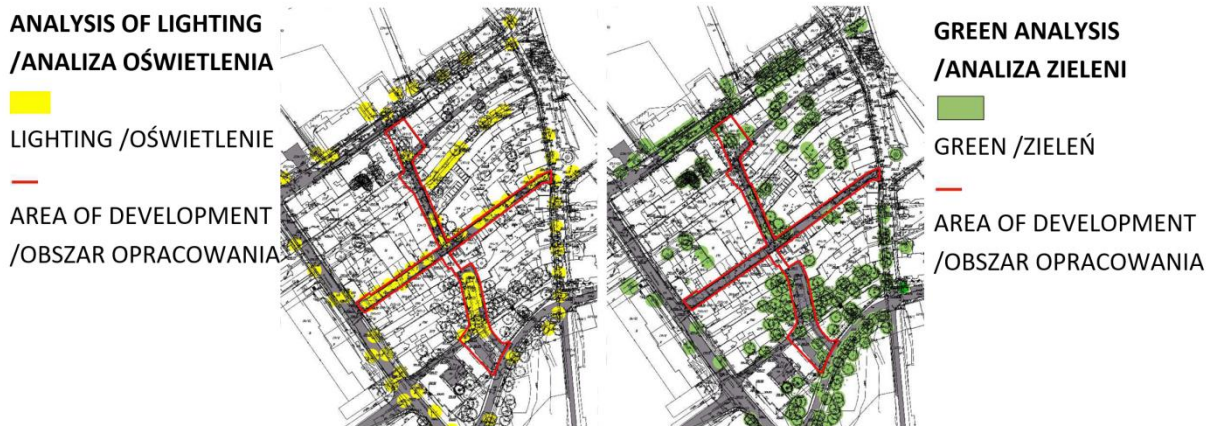 ANALYSIS OF LIGHTING
/ANALIZA OŚWIETLENIA
LIGHTING /OŚWIETLENIE
AREA OF DEVELOPMENT
/OBSZAR OPRACOWANIA
GREEN ANALYSIS
/ANALIZA ZIELENI
GREEN /ZIELEŃ
AREA OF DEVELOPMENT
/OBSZAR OPRACOWANIA